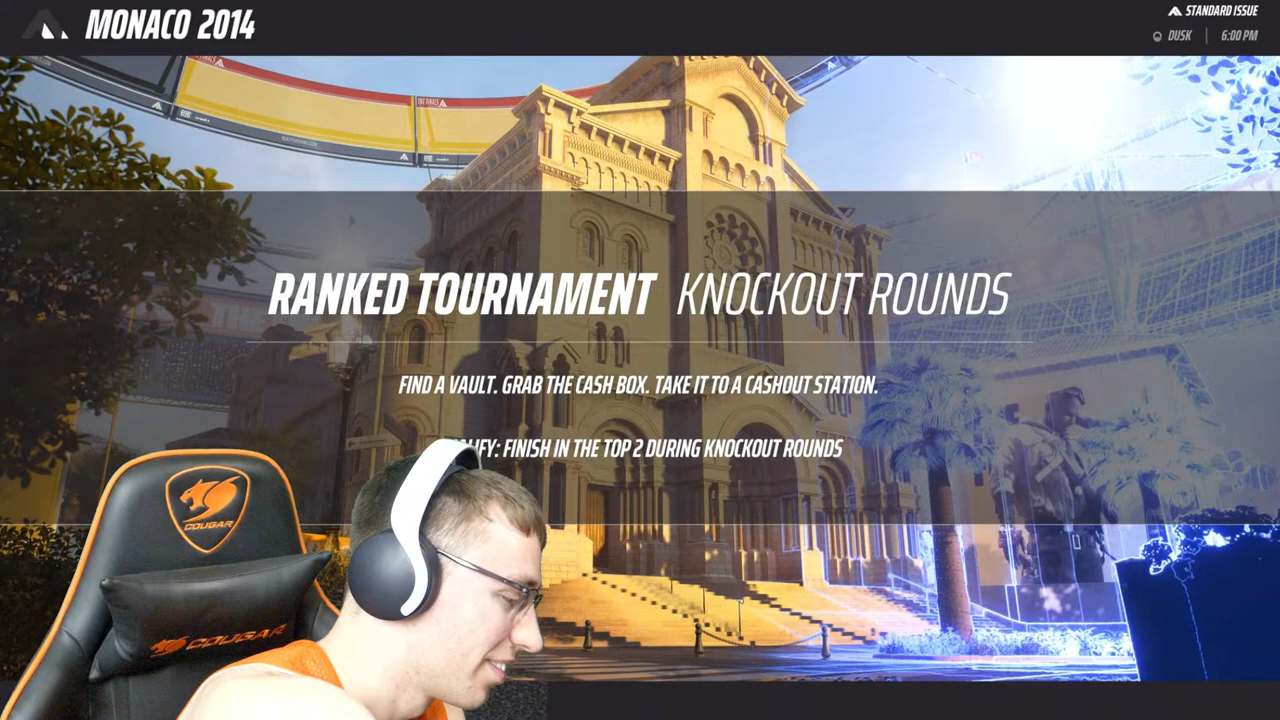 MONACO 2014
STANDARD ISSUE
DUSK
6:00 PM
RANKED TOURNAMENT KNOCKOUT ROUNDS
FIND A VAULT. GRAB THE CASH BOX. TAKE IT TO A CASHOUT STATION.
FINISH IN THE TOP 2 DURING KNOCKOUT ROUNDS
COUGAR
COUGAR